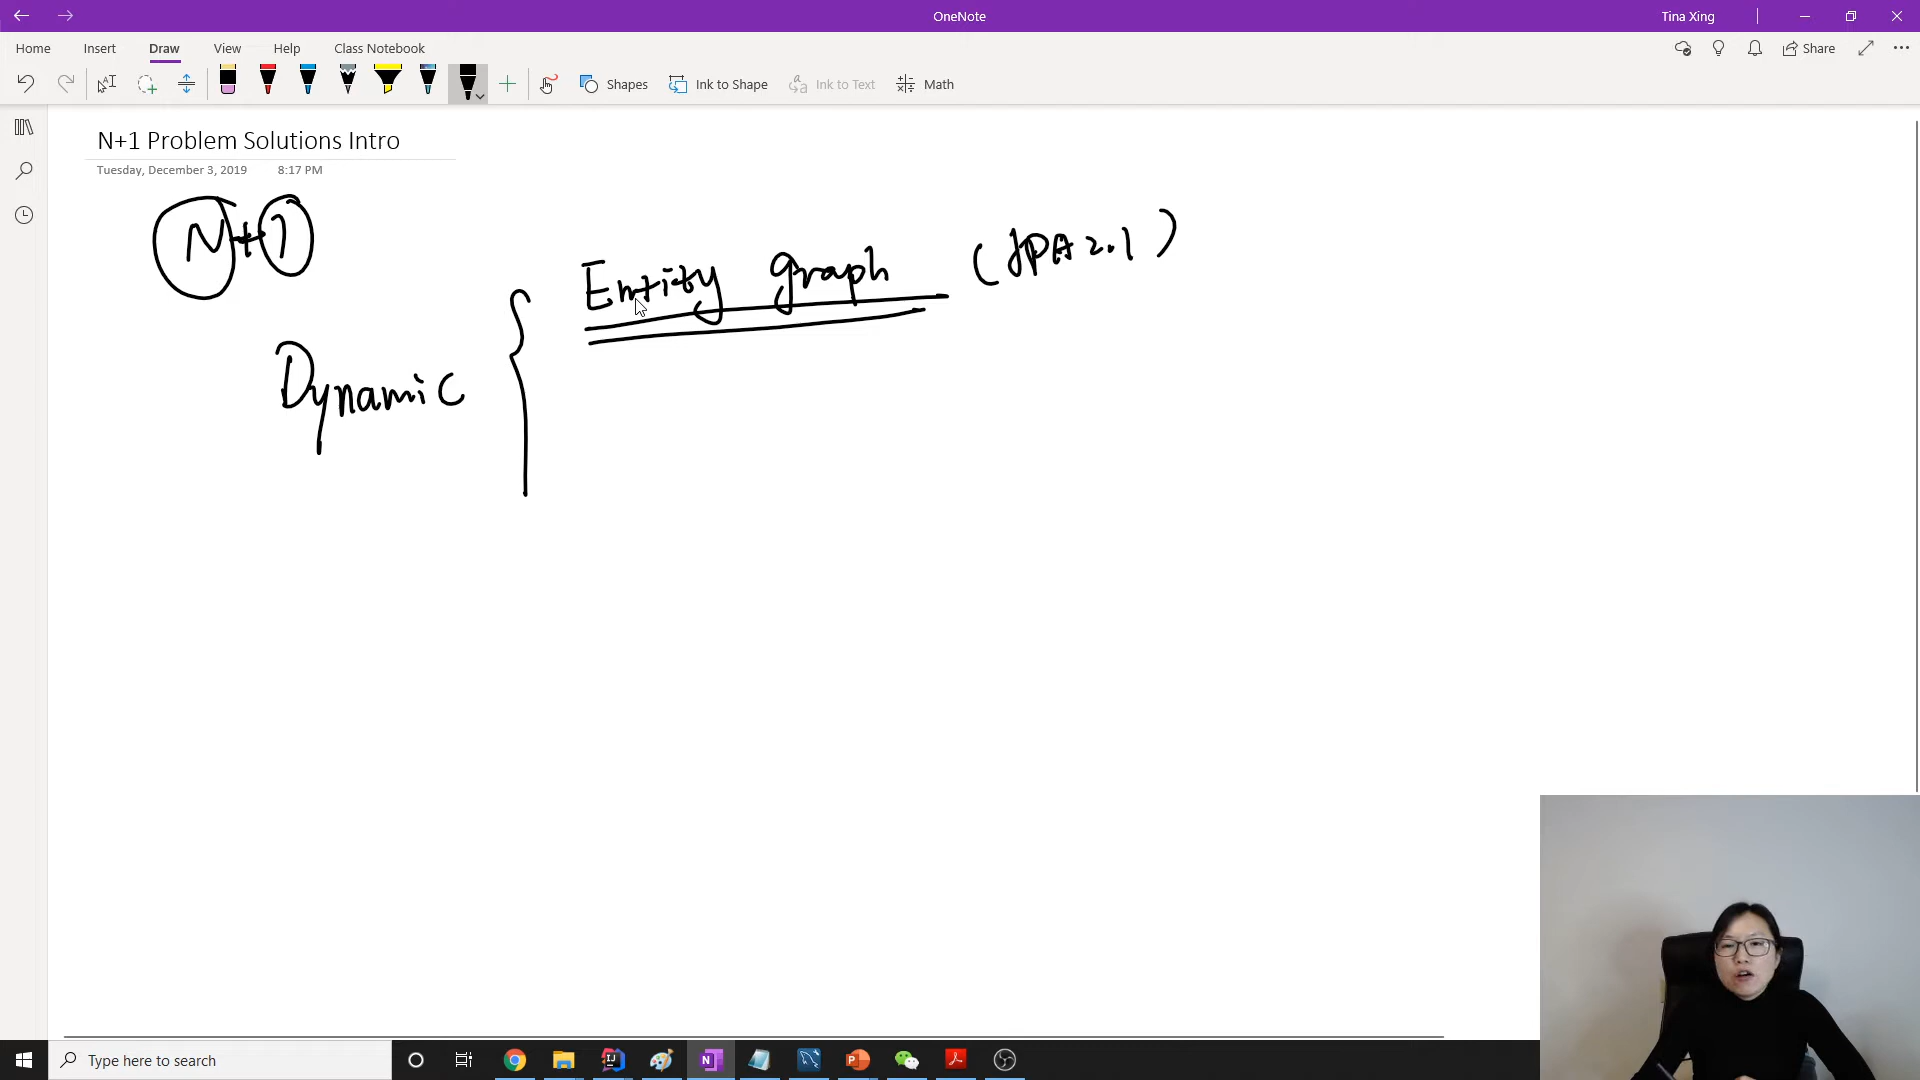 OneNote
Tina Xing
Home Insert Draw View Help Class Notebook
Share
Shapes Ink to Shape Ink to Text Math
N+1 Problem Solutions Intro
Tuesday, December 3, 2019 8:17 PM
N+1
Entity graph (JPA 2.1)
Dynamic {
Type here to search